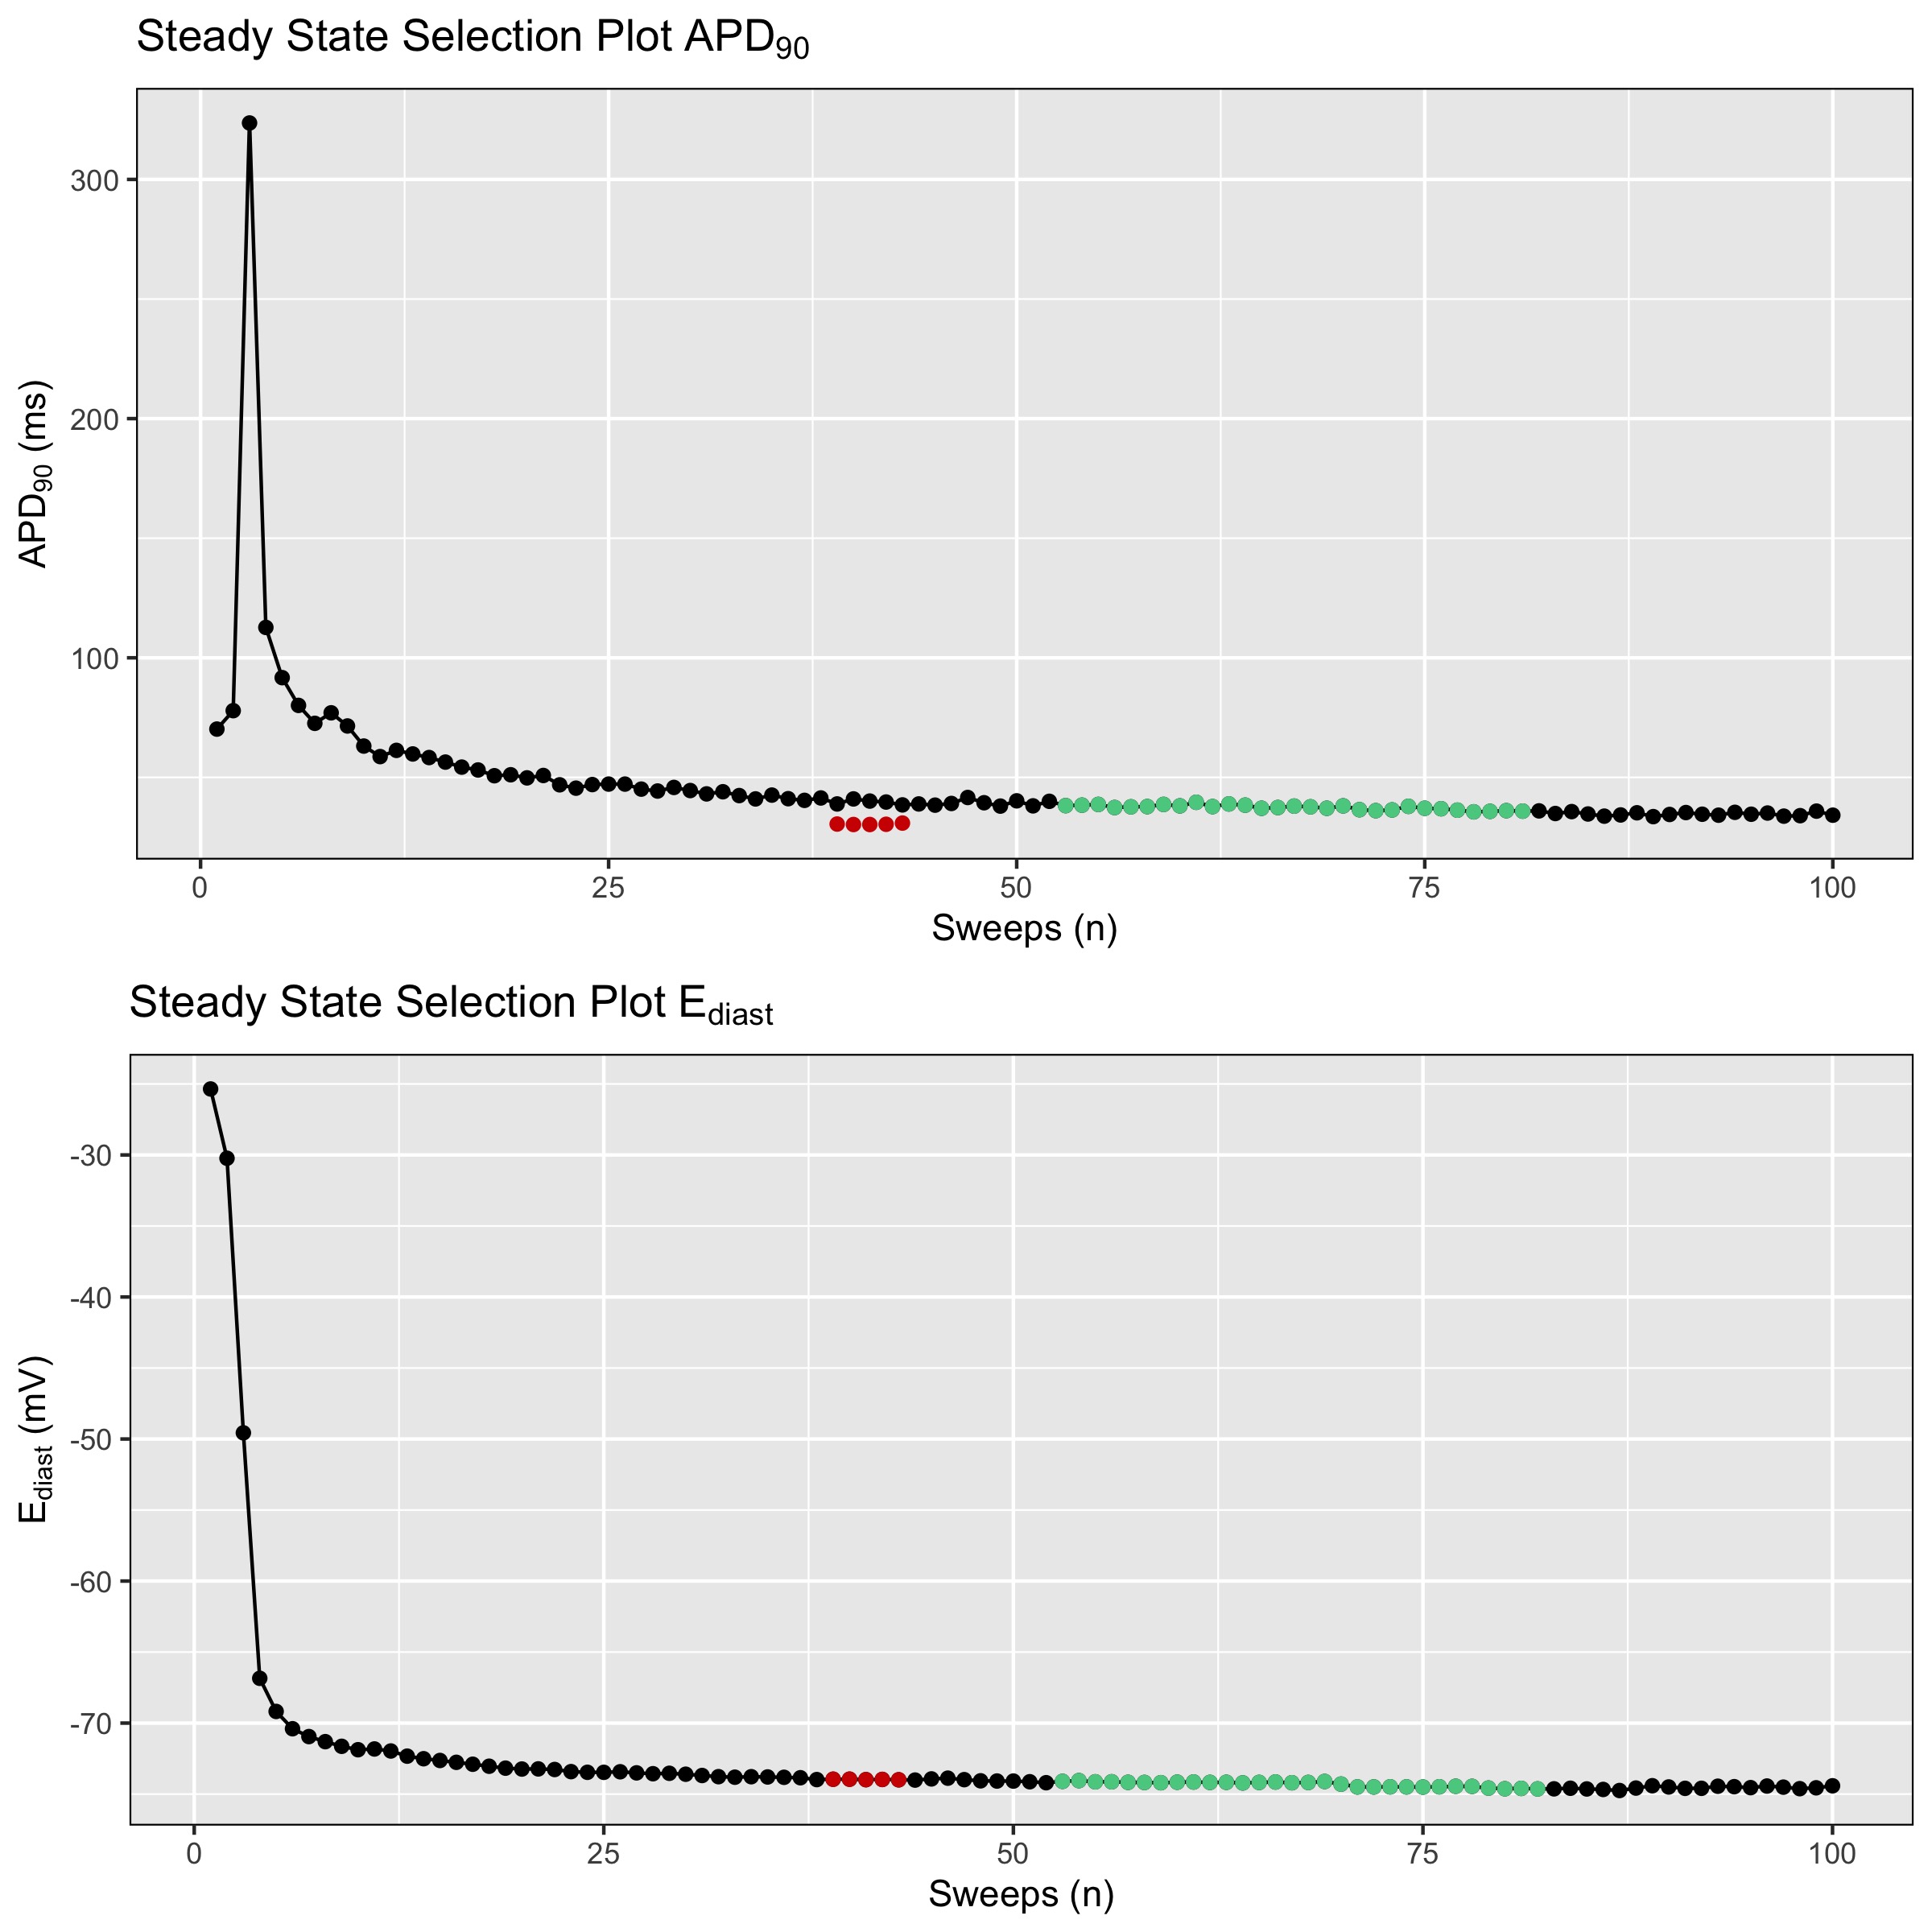 Steady State Selection Plot APD90
300
200
100
APD90 (ms)
0 25 50 75 100
Sweeps (n)
Steady State Selection Plot Ediast
-30
-40
-50
-60
-70
Ediast (mV)
0 25 50 75 100
Sweeps (n)